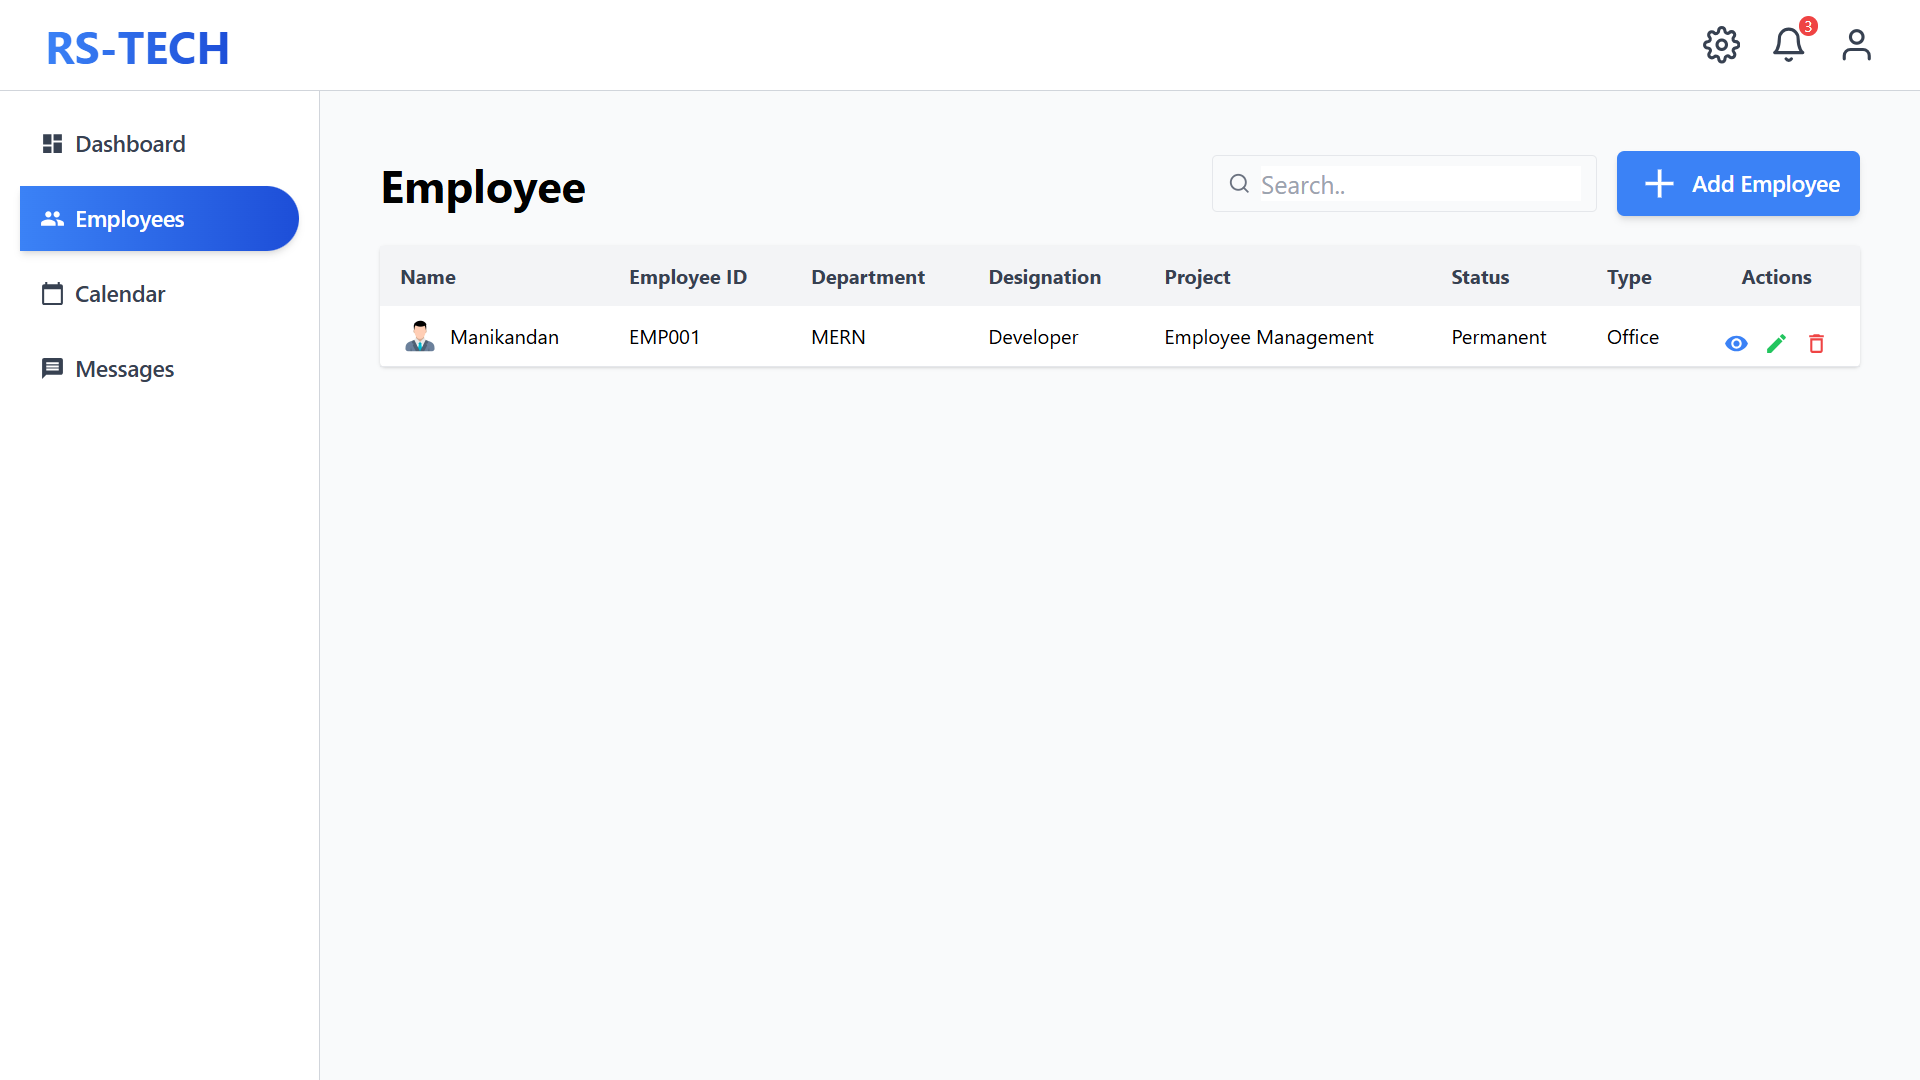 RS-TECH
3
Dashboard
Employees
Calendar
Messages
Employee
Search..
Add Employee
Name Employee ID Department Designation Project Status Type Actions
Manikandan EMP001 MERN Developer Employee Management Permanent Office